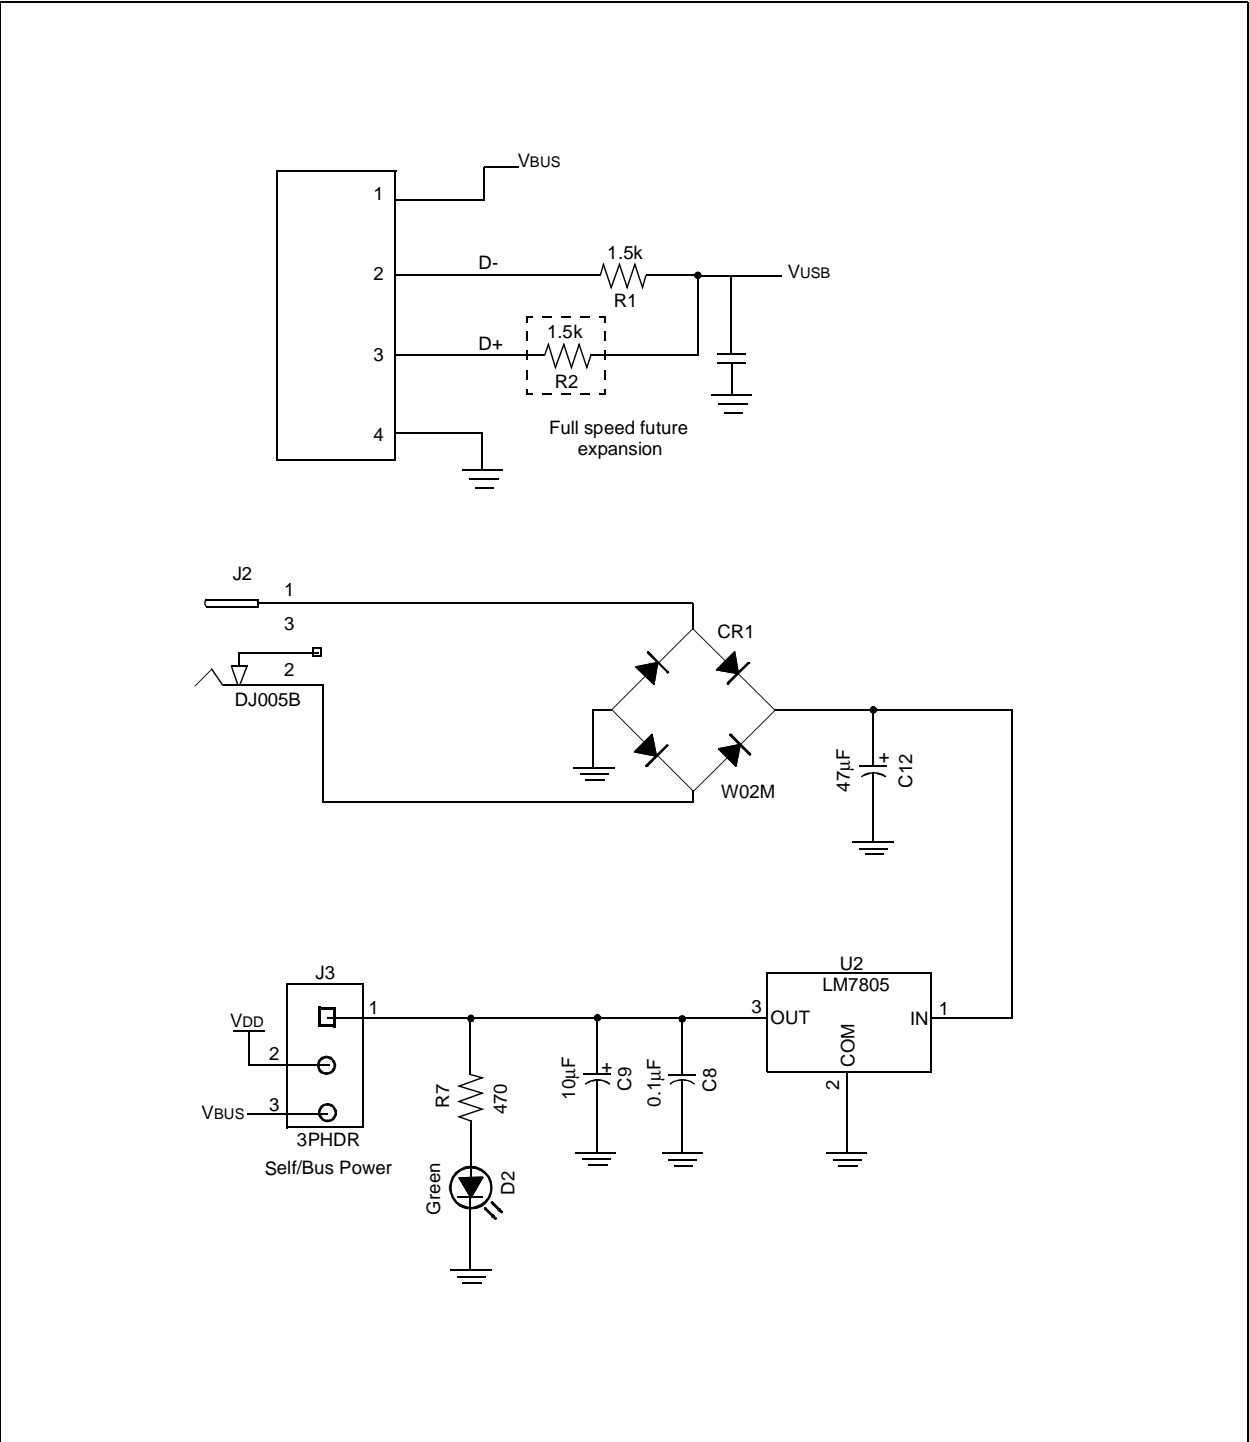 VBUS
1
1.5k
D-
2
VUSB
R1
1.5k
D+
3
R2
4
Full speed future
expansion
J2
1
3
CR1
2
DJ005B
47µF
+
C12
W02M
U2
LM7805
J3
1
3
OUT
IN
1
VDD
COM
2
2
R7
470
10µF
+
C9
0.1µF
C8
VBUS
3
3PHDR
Self/Bus Power
Green
D2